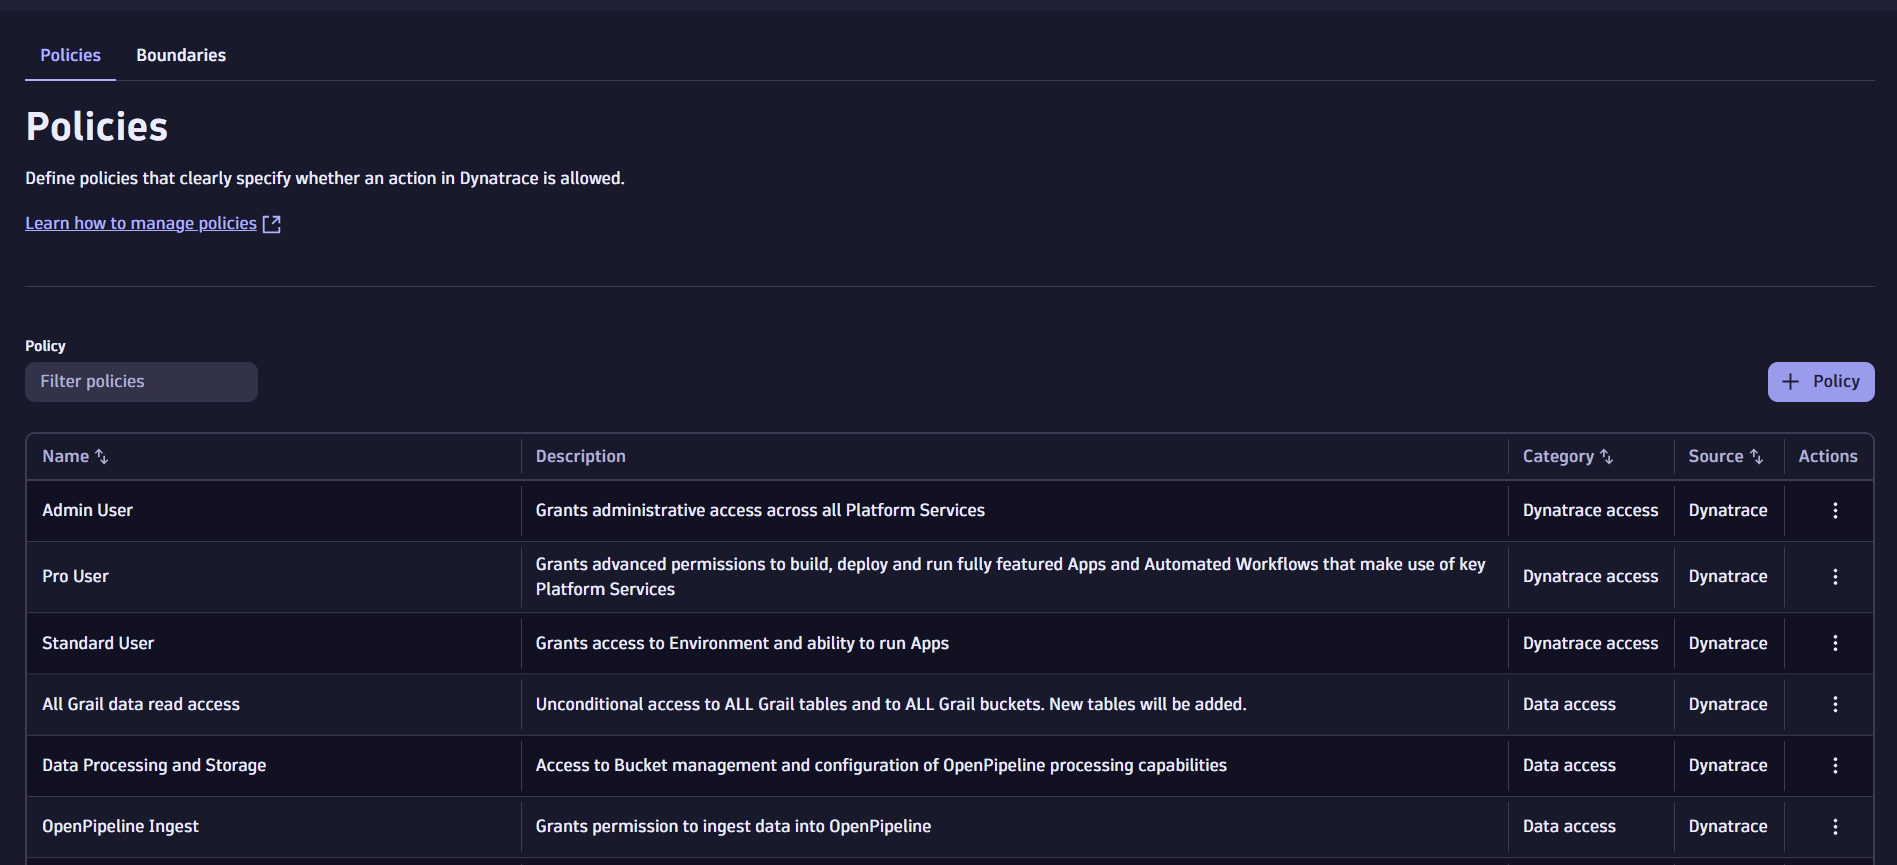 Policies Boundaries
Policies
Define policies that clearly specify whether an action in Dynatrace is allowed.
Learn how to manage policies
Policy
Filter policies
Policy
Name Description Category Source Actions
Admin User Grants administrative access across all Platform Services Dynatrace access Dynatrace
Pro User Grants advanced permissions to build, deploy and run fully featured Apps and Automated Workflows that make use of key
Platform Services Dynatrace access Dynatrace
Standard User Grants access to Environment and ability to run Apps Dynatrace access Dynatrace
All Grail data read access Unconditional access to ALL Grail tables and to ALL Grail buckets. New tables will be added. Data access Dynatrace
Data Processing and Storage Access to Bucket management and configuration of OpenPipeline processing capabilities Data access Dynatrace
OpenPipeline Ingest Grants permission to ingest data into OpenPipeline Data access Dynatrace